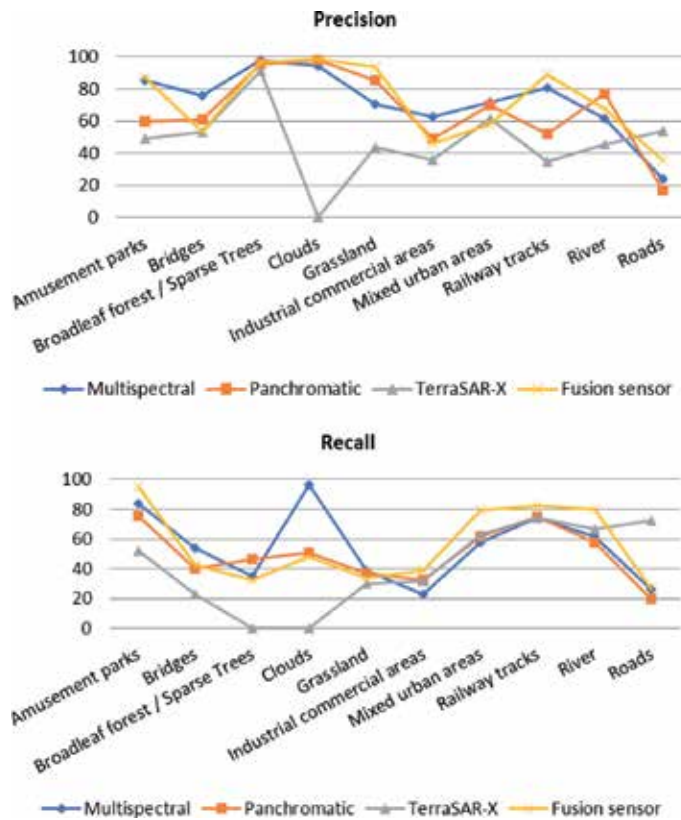 Precision
100
80
60
40
20
0
Amusement parks
Bridges
Broadleaf forest / Sparse Trees
Clouds
Grassland
Industrial commercial areas
Mixed urban areas
Railway tracks
River
Roads
Multispectral Panchromatic TerraSAR-X Fusion sensor
Recall
100
80
60
40
20
0
Amusement parks
Bridges
Broadleaf forest / Sparse Trees
Clouds
Grassland
Industrial commercial areas
Mixed urban areas
Railway tracks
River
Roads
Multispectral Panchromatic TerraSAR-X Fusion sensor